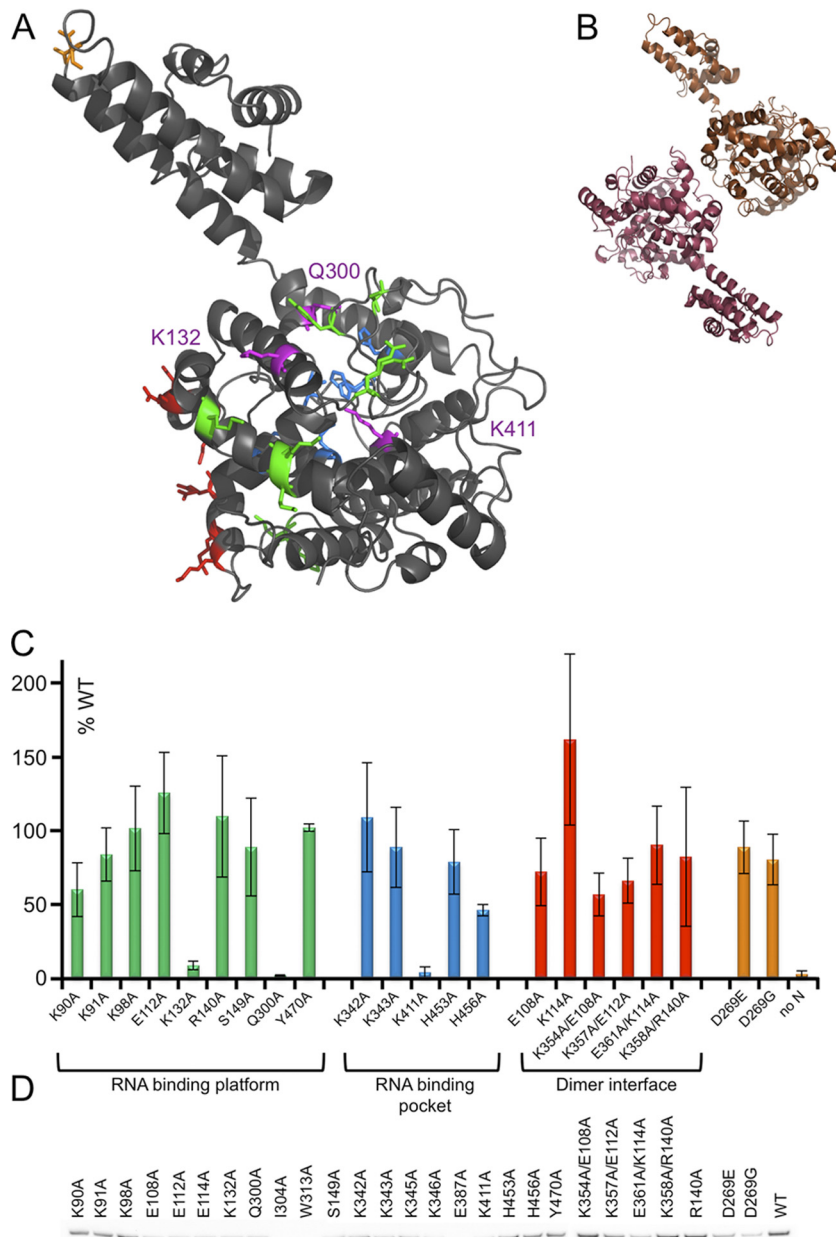 A
B
Q300
K132
K411
C
% WT
200
150
100
50
0
K90A
K91A
K98A
E112A
K132A
R140A
S149A
Q300A
Y470A
K342A
K343A
K411A
H453A
H456A
E108A
K114A
K354A/E108A
K357A/E112A
E361A/K114A
K358A/R140A
D269E
D269G
no N
RNA binding platform
RNA binding
pocket
Dimer interface
D
K90A
K91A
K98A
E108A
E112A
E114A
K132A
Q300A
I304A
W313A
S149A
K342A
K343A
K345A
K346A
E387A
K411A
H453A
H456A
Y470A
K354A/E108A
K357A/E112A
E361A/K114A
K358A/R140A
R140A
D269E
D269G
WT